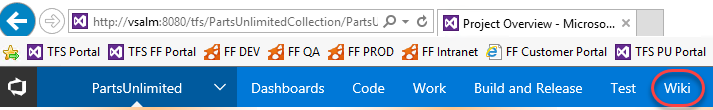 http://vsalm:8080/tfs/PartsUnlimitedCollection/PartsU Project Overview - Microso...
TFS Portal TFS FF Portal FF DEV FF QA FF PROD FF Intranet FF Customer Portal TFS PU Portal
PartsUnlimited Dashboards Code Work Build and Release Test Wiki